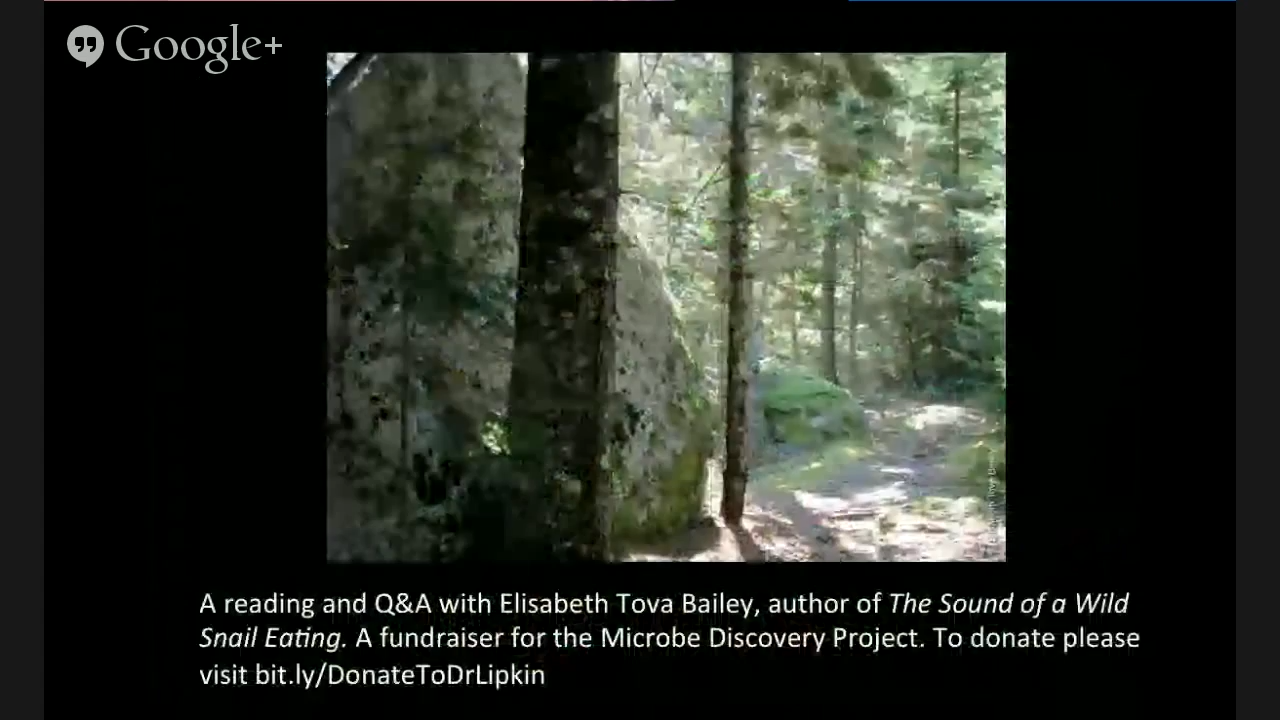 Google+
A reading and Q&A with Elisabeth Tova Bailey, author of The Sound of a Wild
Snail Eating. A fundraiser for the Microbe Discovery Project. To donate please
visit bit.ly/DonateToDrLipkin